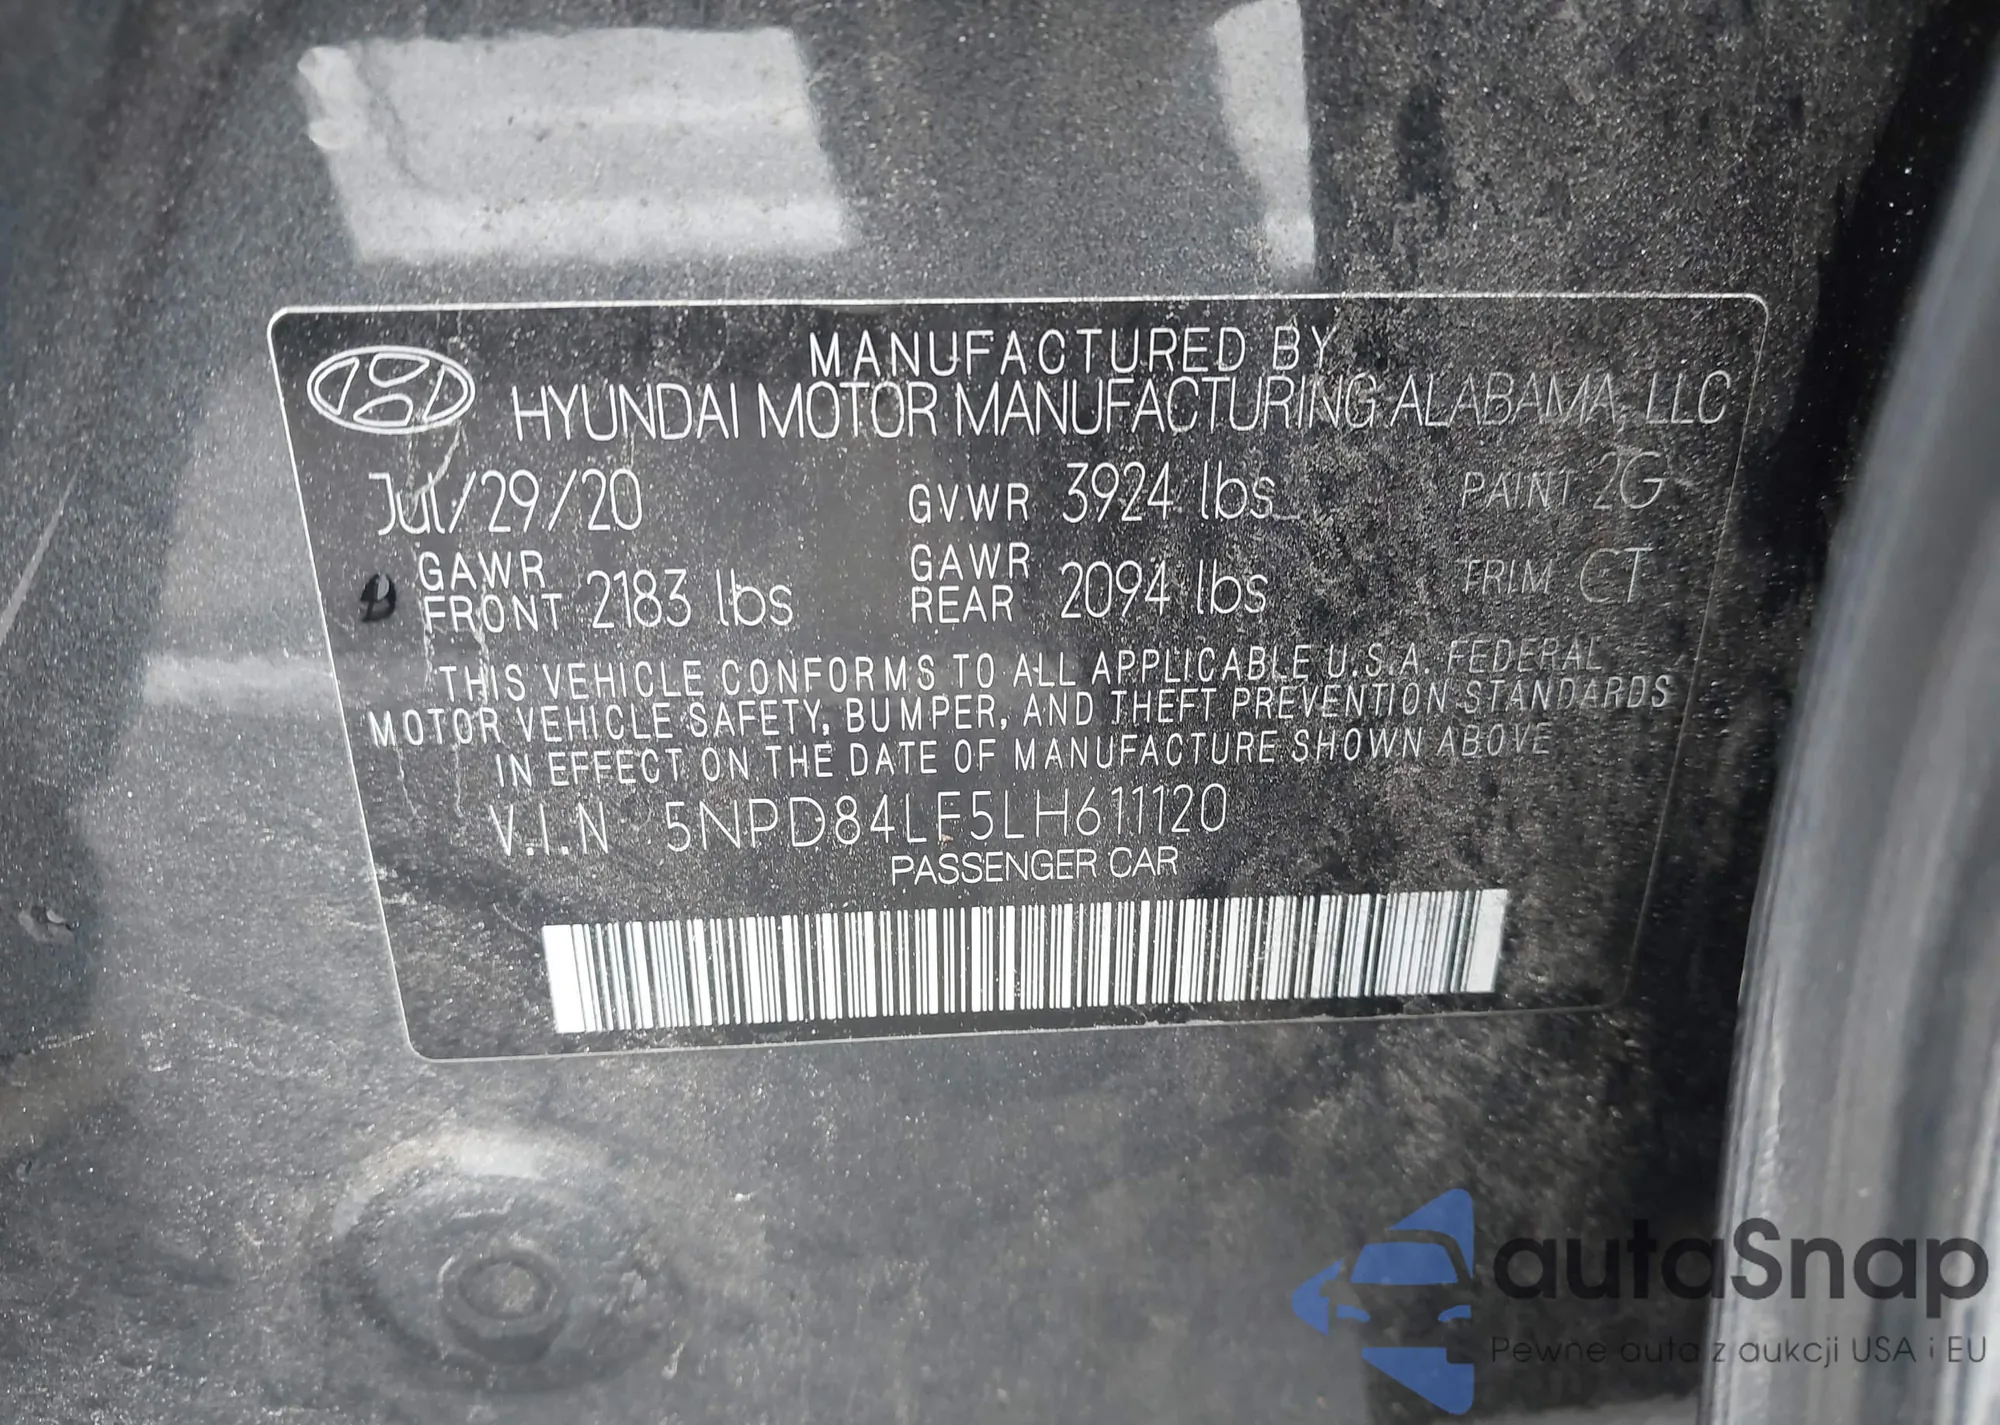 MANUFACTURED BY
HYUNDAI MOTOR MANUFACTURING ALABAMA, LLC
Jul/29/20 GVWR 3924 lbs PAINT 2G
GAWR FRONT 2183 lbs GAWR REAR 2094 lbs TRIM CT
THIS VEHICLE CONFORMS TO ALL APPLICABLE U.S.A. FEDERAL
MOTOR VEHICLE SAFETY, BUMPER, AND THEFT PREVENTION STANDARDS
IN EFFECT ON THE DATE OF MANUFACTURE SHOWN ABOVE
V.I.N 5NPD84LF5LH611120
PASSENGER CAR
autoSnap
Pewne auta z aukcji USA i EU